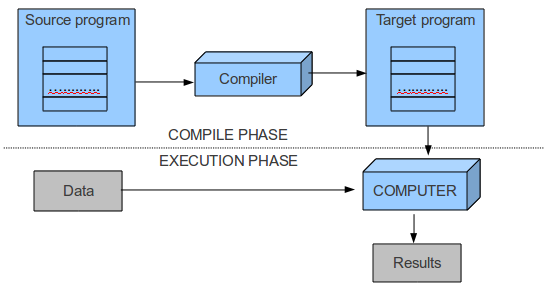 Source program
Target program
Compiler
COMPILE PHASE
EXECUTION PHASE
Data
COMPUTER
Results